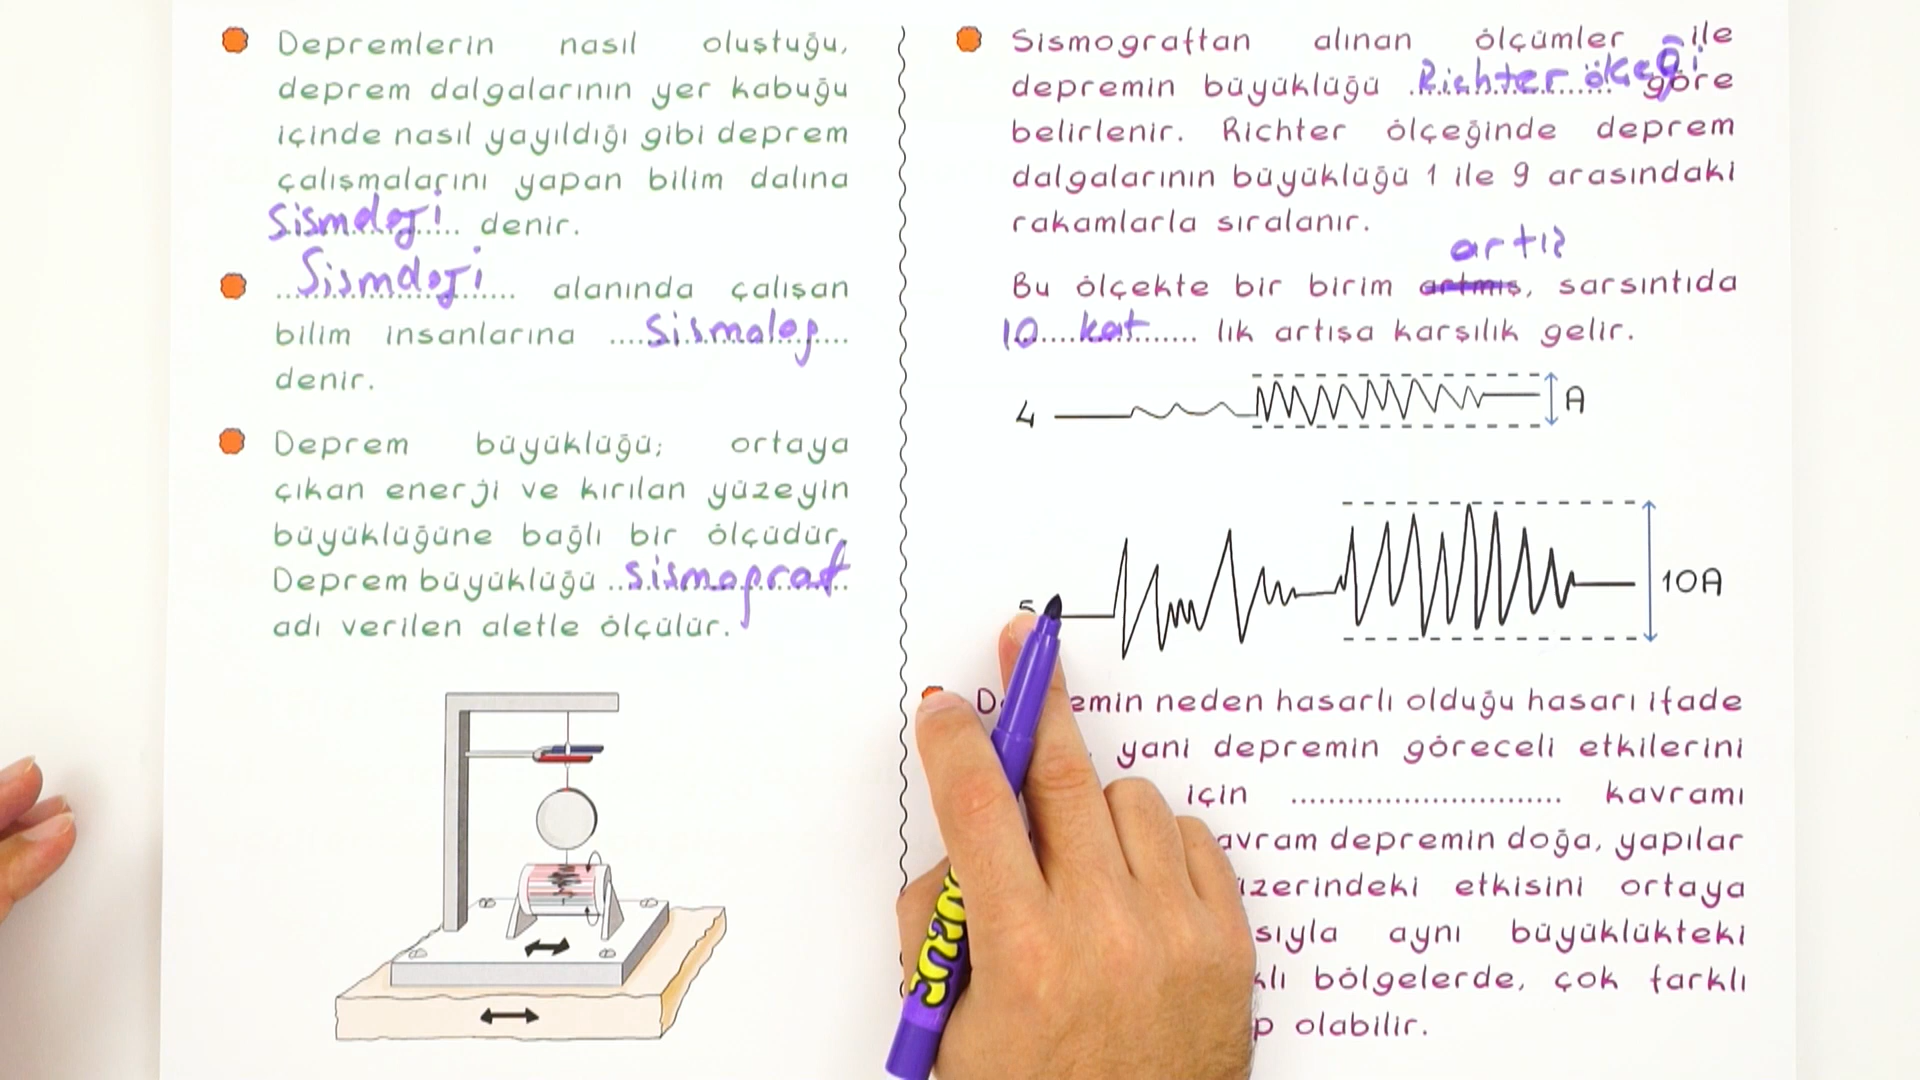 Depremlerin nasıl oluştuğu,
deprem dalgalarının yer kabuğu
içinde nasıl yayıldığı gibi deprem
çalışmalarını yapan bilim dalına
Sismoloji denir.
Sismoloji alanında çalışan
bilim insanlarına Sismolog
denir.
Deprem büyüklüğü; ortaya
çıkan enerji ve kırılan yüzeyin
büyüklüğüne bağlı bir ölçüdür.
Deprem büyüklüğü sismograf
adı verilen aletle ölçülür.
Sismograftan alınan ölçümler ile
depremin büyüklüğü Richter ölçeği göre
belirlenir. Richter ölçeğinde deprem
dalgalarının büyüklüğü 1 ile 9 arasındaki
rakamlarla sıralanır.
artış
Bu ölçekte bir birim artmış, sarsıntıda
10 kat lık artışa karşılık gelir.
4 A
5 10A
neden hasarlı olduğu hasarı ifade
yani depremin göreceli etkilerini
için ............................. kavramı
depremin doğa, yapılar
etkisini ortaya
aynı büyüklükteki
bölgelerde, çok farklı
olabilir.